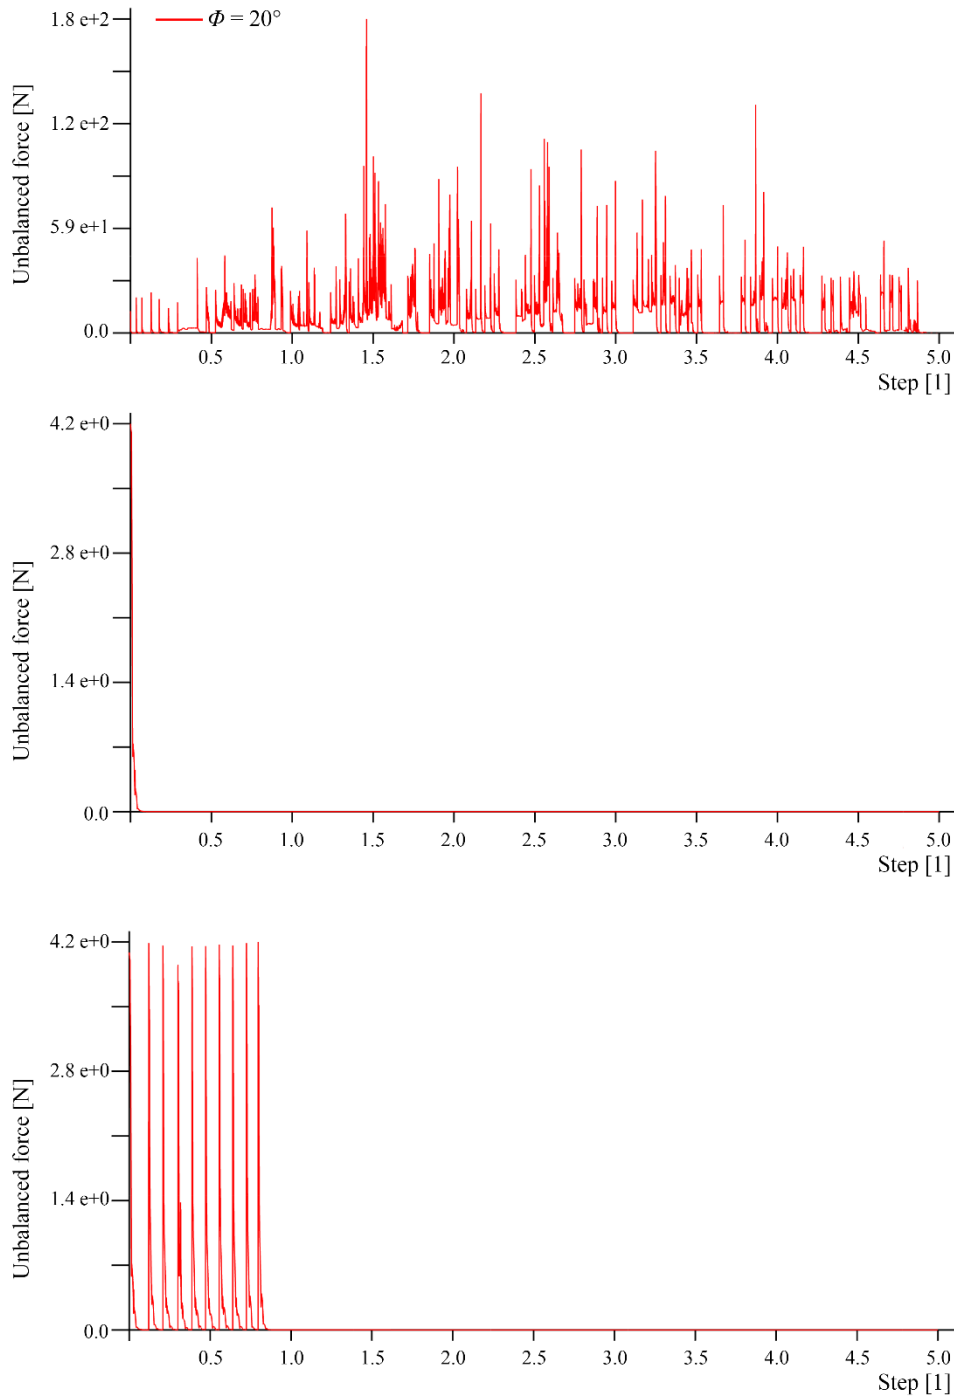 1.8 e+2
Φ = 20°
1.2 e+2
5.9 e+1
0.0
Unbalanced force [N]
0.5 1.0 1.5 2.0 2.5 3.0 3.5 4.0 4.5 5.0
Step [1]
4.2 e+0
2.8 e+0
1.4 e+0
0.0
Unbalanced force [N]
0.5 1.0 1.5 2.0 2.5 3.0 3.5 4.0 4.5 5.0
Step [1]
4.2 e+0
2.8 e+0
1.4 e+0
0.0
Unbalanced force [N]
0.5 1.0 1.5 2.0 2.5 3.0 3.5 4.0 4.5 5.0
Step [1]